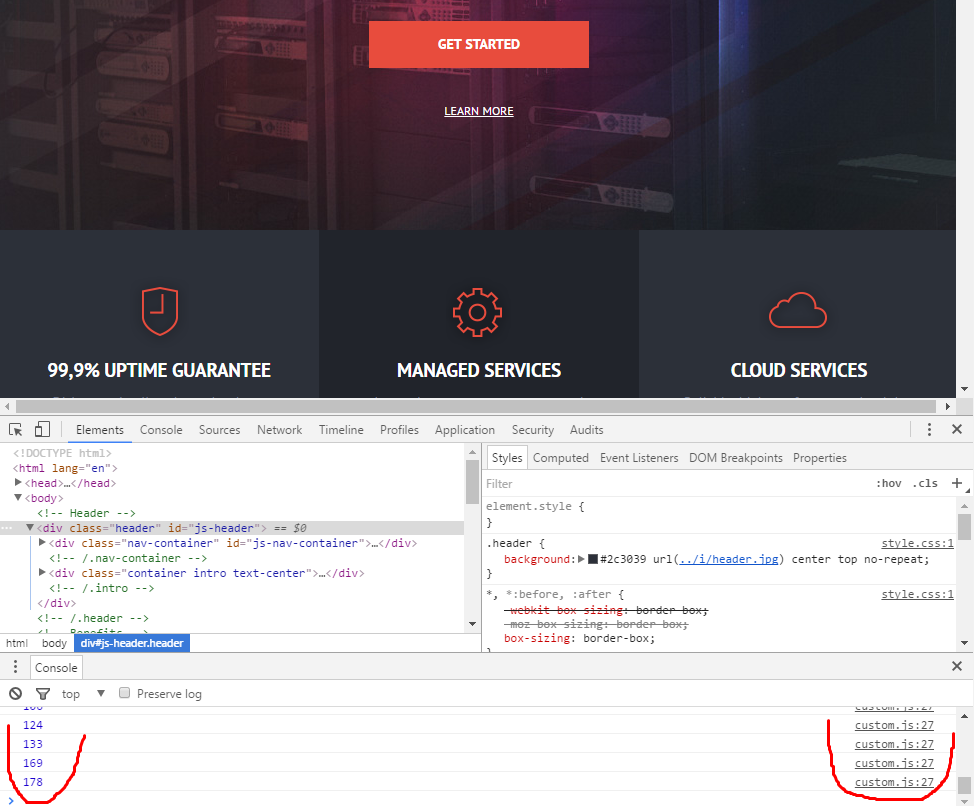 GET STARTED
LEARN MORE
99,9% UPTIME GUARANTEE
MANAGED SERVICES
CLOUD SERVICES
Elements Console Sources Network Timeline Profiles Application Security Audits
<!DOCTYPE html>
<html lang="en">
<head>…</head>
<body>
<!-- Header -->
<div class="header" id="js-header"> == $0
<div class="nav-container" id="js-nav-container">…</div>
<!-- /.nav-container -->
<div class="container intro text-center">…</div>
<!-- /.intro -->
</div>
<!-- /.header -->
<!-- Benefits -->
html body div#js-header.header
Styles Computed Event Listeners DOM Breakpoints Properties
Filter :hov .cls +
element.style {
}
.header { style.css:1
background: #2c3039 url(../i/header.jpg) center top no-repeat;
}
*, *:before, :after { style.css:1
-webkit-box-sizing: border-box;
-moz-box-sizing: border-box;
box-sizing: border-box;
}
Console
top Preserve log
custom.js:27
124 custom.js:27
133 custom.js:27
169 custom.js:27
178 custom.js:27